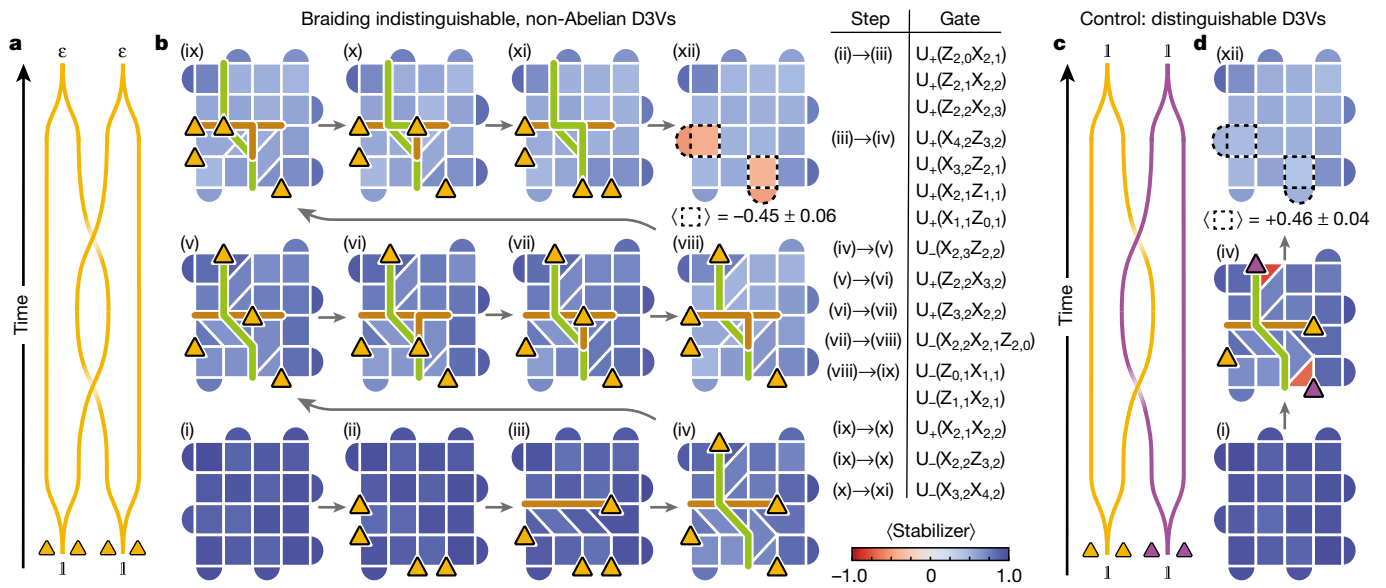 Braiding indistinguishable, non-Abelian D3Vs
Step
Gate
Control: distinguishable D3Vs
a
ε
ε
Time
𝟙
𝟙
b
(ix)
(x)
(xi)
(xii)
⟨ ⟩ = −0.45 ± 0.06
(v)
(vi)
(vii)
(viii)
(i)
(ii)
(iii)
(iv)
(ii)→(iii) U₊(Z₂,₀X₂,₁)
U₊(Z₂,₁X₂,₂)
U₊(Z₂,₂X₂,₃)
(iii)→(iv) U₊(X₄,₂Z₃,₂)
U₊(X₃,₂Z₂,₁)
U₊(X₂,₁Z₁,₁)
U₊(X₁,₁Z₀,₁)
(iv)→(v) U₋(X₂,₃Z₂,₂)
(v)→(vi) U₊(Z₂,₂X₃,₂)
(vi)→(vii) U₊(Z₃,₂X₂,₂)
(vii)→(viii) U₋(X₂,₂X₂,₁Z₂,₀)
(viii)→(ix) U₋(Z₀,₁X₁,₁)
U₋(Z₁,₁X₂,₁)
(ix)→(x) U₊(X₂,₁X₂,₂)
(ix)→(x) U₋(X₂,₂Z₃,₂)
(x)→(xi) U₋(X₃,₂X₄,₂)
⟨Stabilizer⟩
−1.0 0 1.0
c
𝟙
𝟙
Time
𝟙
𝟙
d
(xii)
⟨ ⟩ = +0.46 ± 0.04
(iv)
(i)